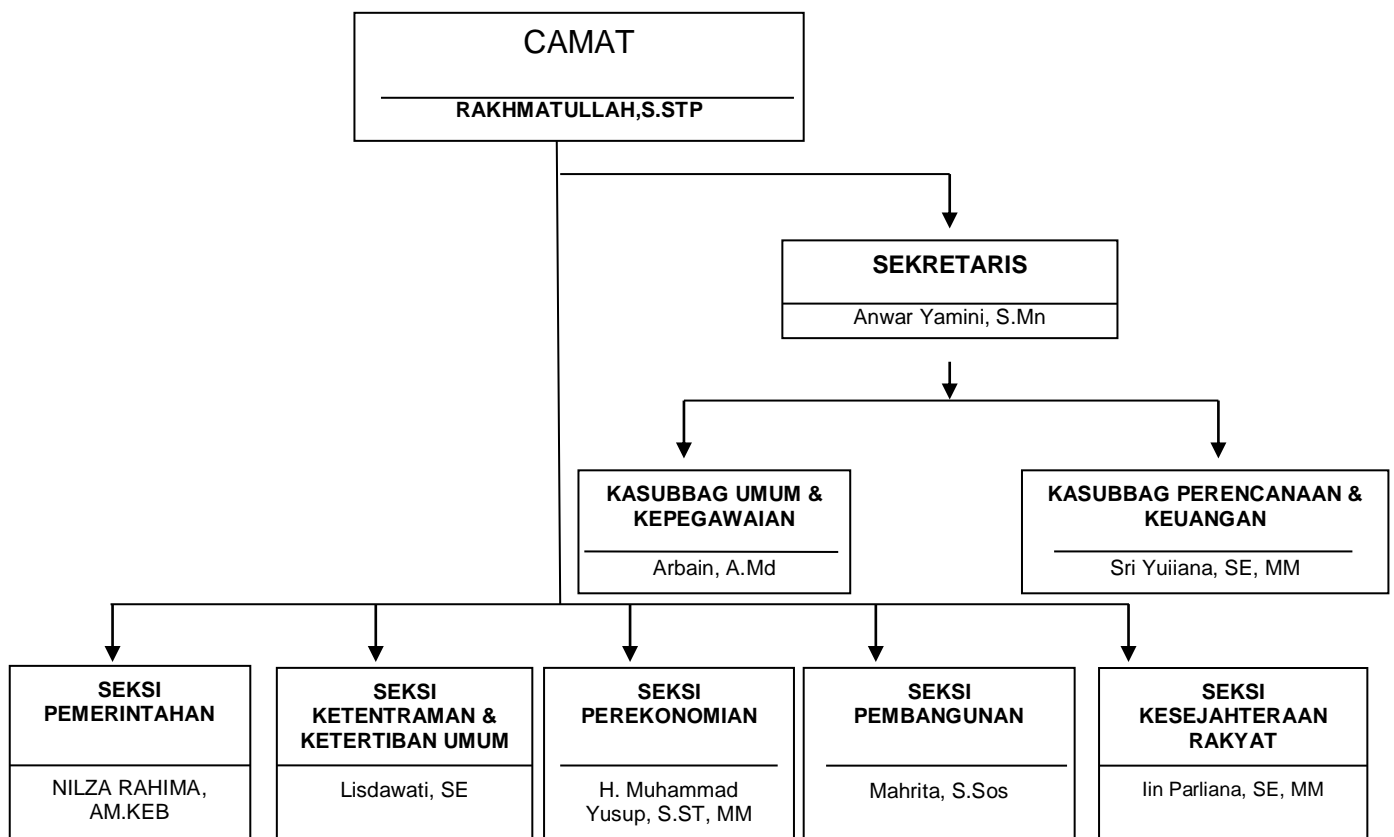 CAMAT
RAKHMATULLAH,S.STP
SEKRETARIS
Anwar Yamini, S.Mn
KASUBBAG UMUM &
KEPEGAWAIAN
Arbain, A.Md
KASUBBAG PERENCANAAN &
KEUANGAN
Sri Yuiiana, SE, MM
SEKSI
PEMERINTAHAN
NILZA RAHIMA,
AM.KEB
SEKSI
KETENTRAMAN &
KETERTIBAN UMUM
Lisdawati, SE
SEKSI
PEREKONOMIAN
H. Muhammad
Yusup, S.ST, MM
SEKSI
PEMBANGUNAN
Mahrita, S.Sos
SEKSI
KESEJAHTERAAN
RAKYAT
Iin Parliana, SE, MM